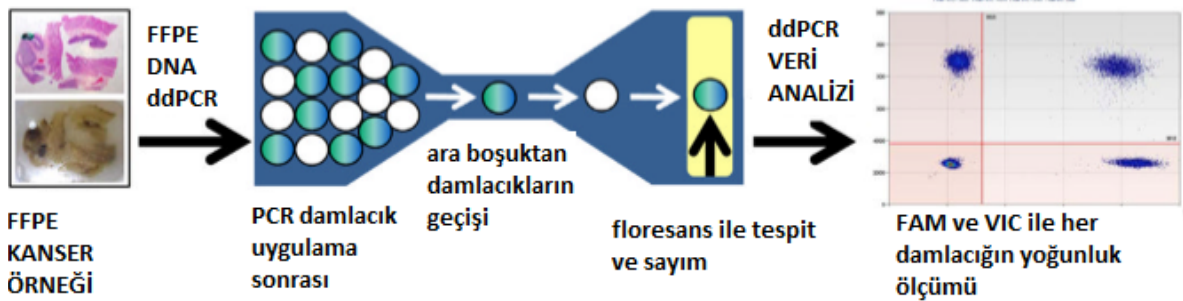 FFPE
DNA
ddPCR
ddPCR
VERİ
ANALİZİ
FFPE
KANSER
ÖRNEĞİ
PCR damlacık
uygulama
sonrası
ara boşuktan
damlacıkların
geçişi
floresans ile tespit
ve sayım
FAM ve VIC ile her
damlacığın yoğunluk
ölçümü